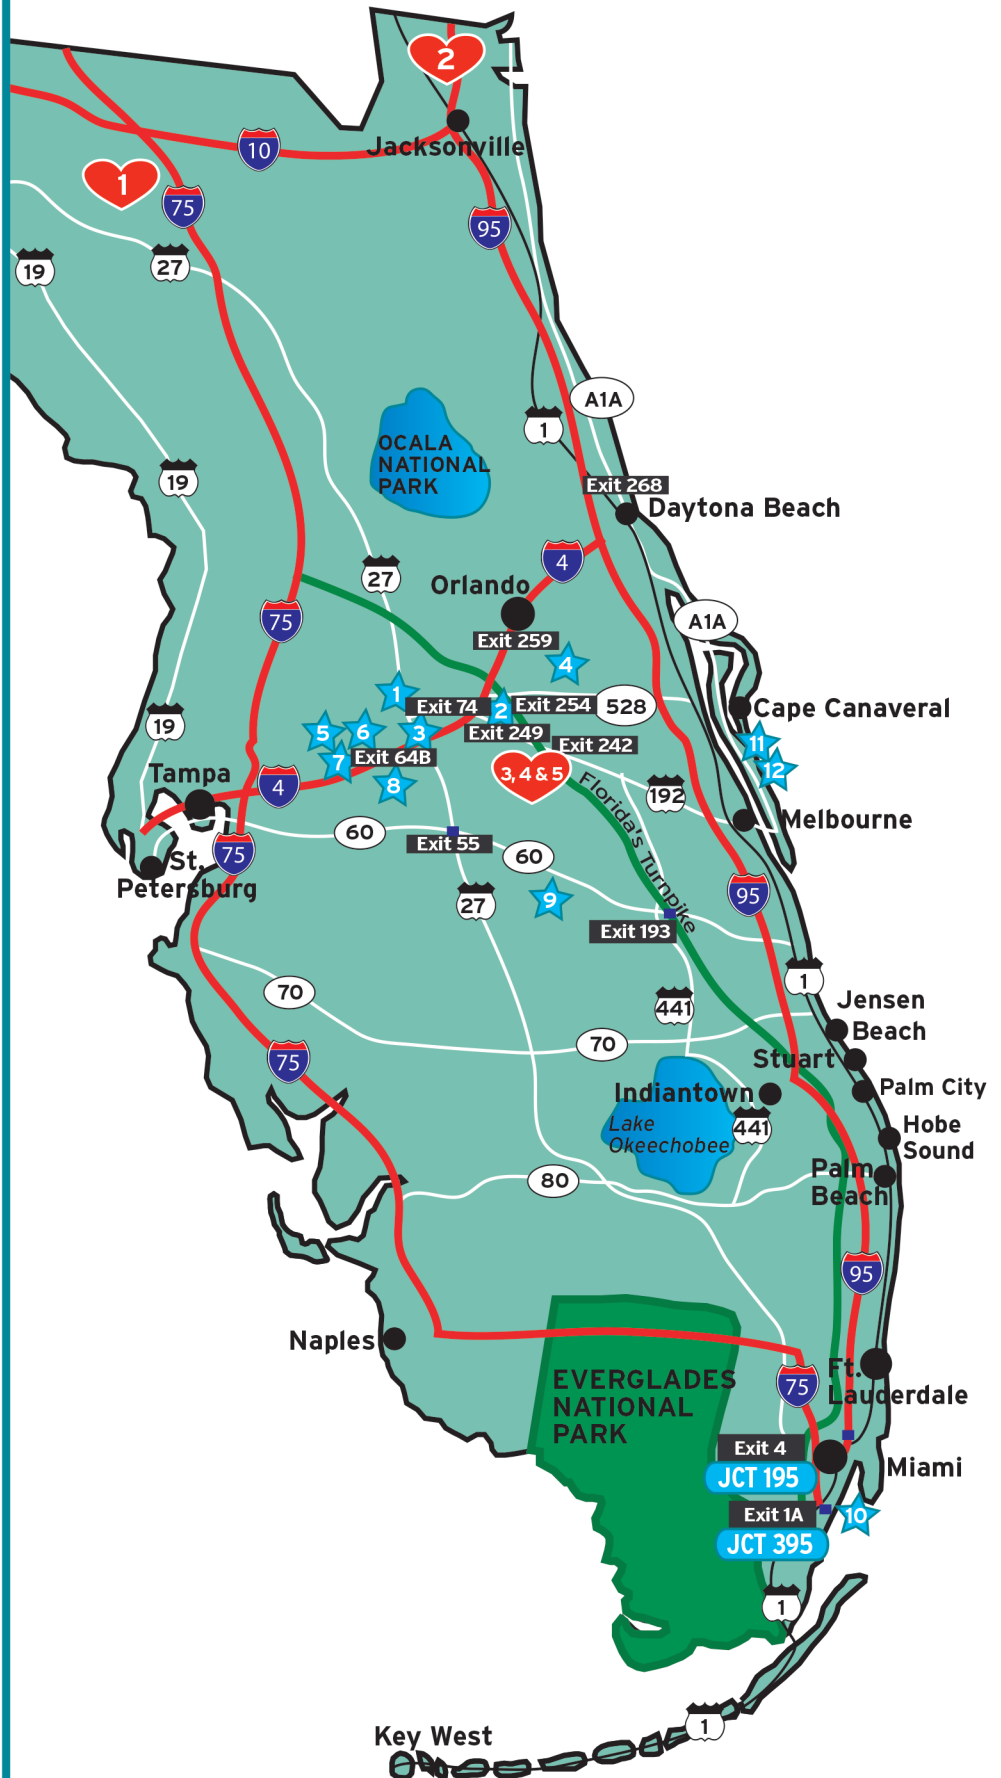 2
Jacksonville
10
1
75
95
27
19
A1A
1
OCALA
NATIONAL
PARK
19
Exit 268
Daytona Beach
4
27
Orlando
75
A1A
Exit 259
4
1
Exit 74
2
Exit 254
528
Cape Canaveral
19
5
6
3
Exit 249
Exit 242
11
7
Exit 64B
12
Tampa
4
8
3, 4 & 5
Florida's Turnpike
192
Melbourne
60
Exit 55
60
75
St.
Petersburg
95
27
9
Exit 193
1
70
441
Jensen
Beach
70
Stuart
75
Palm City
Indiantown
Lake
Okeechobee
441
Hobe
Sound
80
Palm
Beach
95
Naples
Ft.
Lauderdale
75
EVERGLADES
NATIONAL
PARK
Exit 4
JCT 195
Miami
Exit 1A
JCT 395
10
1
1
Key West